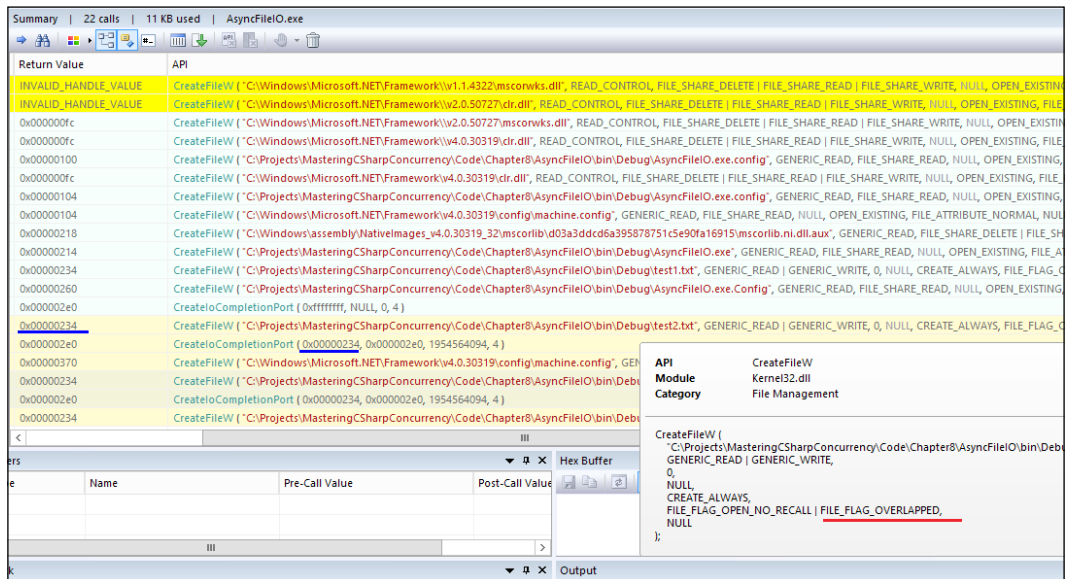 Summary | 22 calls | 11 KB used | AsyncFileIO.exe
Return Value API
INVALID_HANDLE_VALUE CreateFileW ( "C:\Windows\Microsoft.NET\Framework\\v1.1.4322\mscorwks.dll", READ_CONTROL, FILE_SHARE_DELETE | FILE_SHARE_READ | FILE_SHARE_WRITE, NULL, OPEN_EXISTING
INVALID_HANDLE_VALUE CreateFileW ( "C:\Windows\Microsoft.NET\Framework\\v2.0.50727\clr.dll", READ_CONTROL, FILE_SHARE_DELETE | FILE_SHARE_READ | FILE_SHARE_WRITE, NULL, OPEN_EXISTING, FILE
0x000000fc CreateFileW ( "C:\Windows\Microsoft.NET\Framework\\v2.0.50727\mscorwks.dll", READ_CONTROL, FILE_SHARE_DELETE | FILE_SHARE_READ | FILE_SHARE_WRITE, NULL, OPEN_EXISTIN
0x000000fc CreateFileW ( "C:\Windows\Microsoft.NET\Framework\\v4.0.30319\clr.dll", READ_CONTROL, FILE_SHARE_DELETE | FILE_SHARE_READ | FILE_SHARE_WRITE, NULL, OPEN_EXISTING, FILE_
0x00000100 CreateFileW ( "C:\Projects\MasteringCSharpConcurrency\Code\Chapter8\AsyncFileIO\bin\Debug\AsyncFileIO.exe.config", GENERIC_READ, FILE_SHARE_READ, NULL, OPEN_EXISTING,
0x000000fc CreateFileW ( "C:\Windows\Microsoft.NET\Framework\v4.0.30319\clr.dll", READ_CONTROL, FILE_SHARE_DELETE | FILE_SHARE_READ | FILE_SHARE_WRITE, NULL, OPEN_EXISTING, FILE_
0x00000104 CreateFileW ( "C:\Projects\MasteringCSharpConcurrency\Code\Chapter8\AsyncFileIO\bin\Debug\AsyncFileIO.exe.config", GENERIC_READ, FILE_SHARE_READ, NULL, OPEN_EXISTING,
0x00000104 CreateFileW ( "C:\Windows\Microsoft.NET\Framework\v4.0.30319\config\machine.config", GENERIC_READ, FILE_SHARE_READ, NULL, OPEN_EXISTING, FILE_ATTRIBUTE_NORMAL, NUL
0x00000218 CreateFileW ( "C:\Windows\assembly\NativeImages_v4.0.30319_32\mscorlib\d03a3ddcd6a395878751c5e90fa16915\mscorlib.ni.dll.aux", GENERIC_READ, FILE_SHARE_DELETE | FILE_SH
0x00000214 CreateFileW ( "C:\Projects\MasteringCSharpConcurrency\Code\Chapter8\AsyncFileIO\bin\Debug\AsyncFileIO.exe", GENERIC_READ, FILE_SHARE_READ, NULL, OPEN_EXISTING, FILE_AT
0x00000234 CreateFileW ( "C:\Projects\MasteringCSharpConcurrency\Code\Chapter8\AsyncFileIO\bin\Debug\test1.txt", GENERIC_READ | GENERIC_WRITE, 0, NULL, CREATE_ALWAYS, FILE_FLAG_O
0x00000260 CreateFileW ( "C:\Projects\MasteringCSharpConcurrency\Code\Chapter8\AsyncFileIO\bin\Debug\AsyncFileIO.exe.Config", GENERIC_READ, FILE_SHARE_READ, NULL, OPEN_EXISTING,
0x000002e0 CreateIoCompletionPort ( 0xffffffff, NULL, 0, 4 )
0x00000234 CreateFileW ( "C:\Projects\MasteringCSharpConcurrency\Code\Chapter8\AsyncFileIO\bin\Debug\test2.txt", GENERIC_READ | GENERIC_WRITE, 0, NULL, CREATE_ALWAYS, FILE_FLAG_O
0x000002e0 CreateIoCompletionPort ( 0x00000234, 0x000002e0, 1954564094, 4 )
0x00000370 CreateFileW ( "C:\Windows\Microsoft.NET\Framework\v4.0.30319\config\machine.config", GEN
0x00000234 CreateFileW ( "C:\Projects\MasteringCSharpConcurrency\Code\Chapter8\AsyncFileIO\bin\Debu
0x000002e0 CreateIoCompletionPort ( 0x00000234, 0x000002e0, 1954564094, 4 )
0x00000234 CreateFileW ( "C:\Projects\MasteringCSharpConcurrency\Code\Chapter8\AsyncFileIO\bin\Debu
API CreateFileW
Module Kernel32.dll
Category File Management
CreateFileW (
"C:\Projects\MasteringCSharpConcurrency\Code\Chapter8\AsyncFileIO\bin\Debu
GENERIC_READ | GENERIC_WRITE,
0,
NULL,
CREATE_ALWAYS,
FILE_FLAG_OPEN_NO_RECALL | FILE_FLAG_OVERLAPPED,
NULL
);
ers Hex Buffer
e Name Pre-Call Value Post-Call Value
k Output